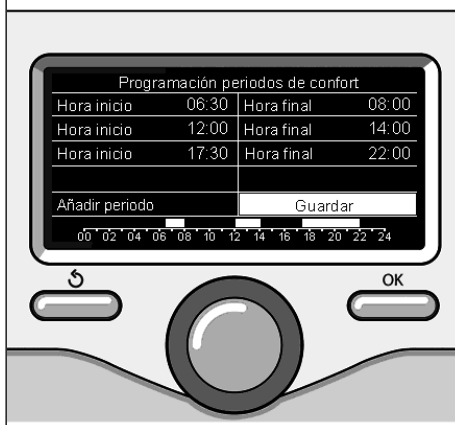 Programación periodos de confort
Hora inicio 06:30 Hora final 08:00
Hora inicio 12:00 Hora final 14:00
Hora inicio 17:30 Hora final 22:00
Añadir periodo Guardar
00 02 04 06 08 10 12 14 16 18 20 22 24
OK